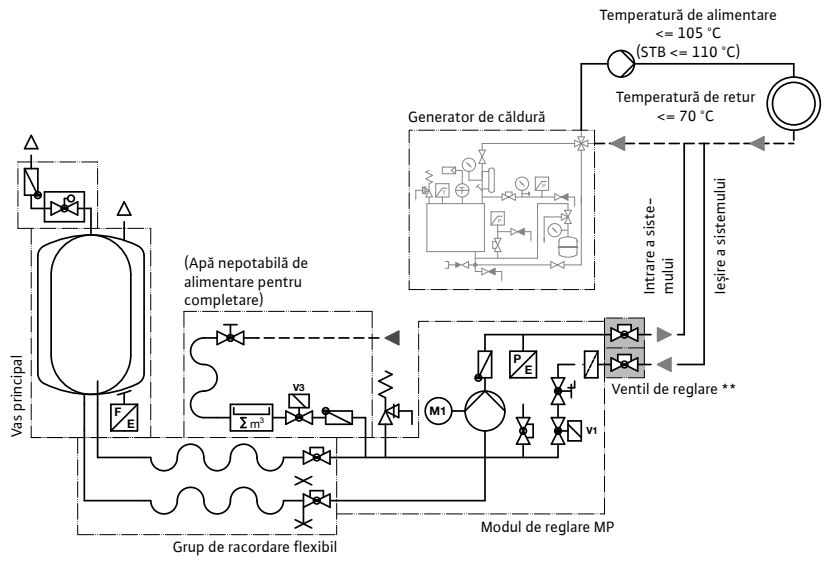 Temperatură de alimentare
<= 105 °C
(STB <= 110 °C)
Temperatură de retur
<= 70 °C
Generator de căldură
Intrare a siste-
mului
Ieșire a sistemului
(Apă nepotabilă de
alimentare pentru
completare)
Vas principal
P
E
Ventil de reglare **
V3
F
E
∑ m³
M1
V1
Modul de reglare MP
Grup de racordare flexibil